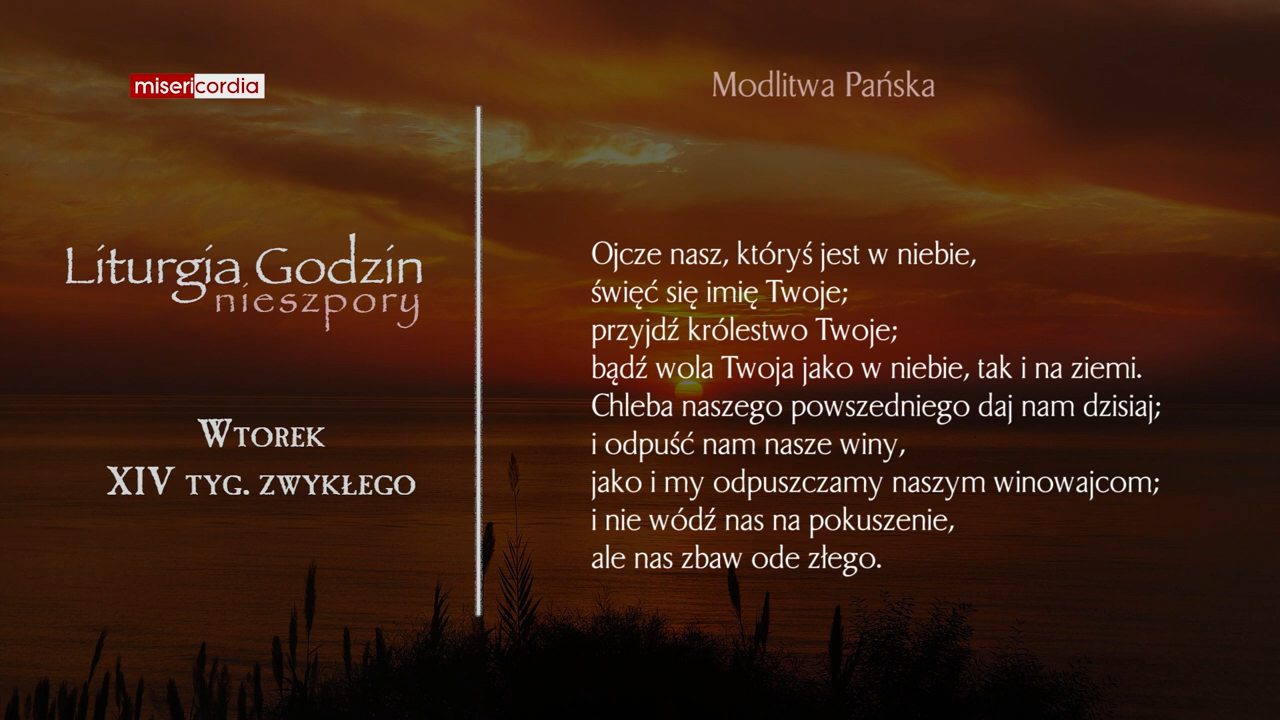 misericordia
Liturgia Godzin
nieszpory
Wtorek
XIV tyg. zwykłego
Modlitwa Pańska
Ojcze nasz, któryś jest w niebie,
święć się imię Twoje;
przyjdź królestwo Twoje;
bądź wola Twoja jako w niebie, tak i na ziemi.
Chleba naszego powszedniego daj nam dzisiaj;
i odpuść nam nasze winy,
jako i my odpuszczamy naszym winowajcom;
i nie wódź nas na pokuszenie,
ale nas zbaw ode złego.